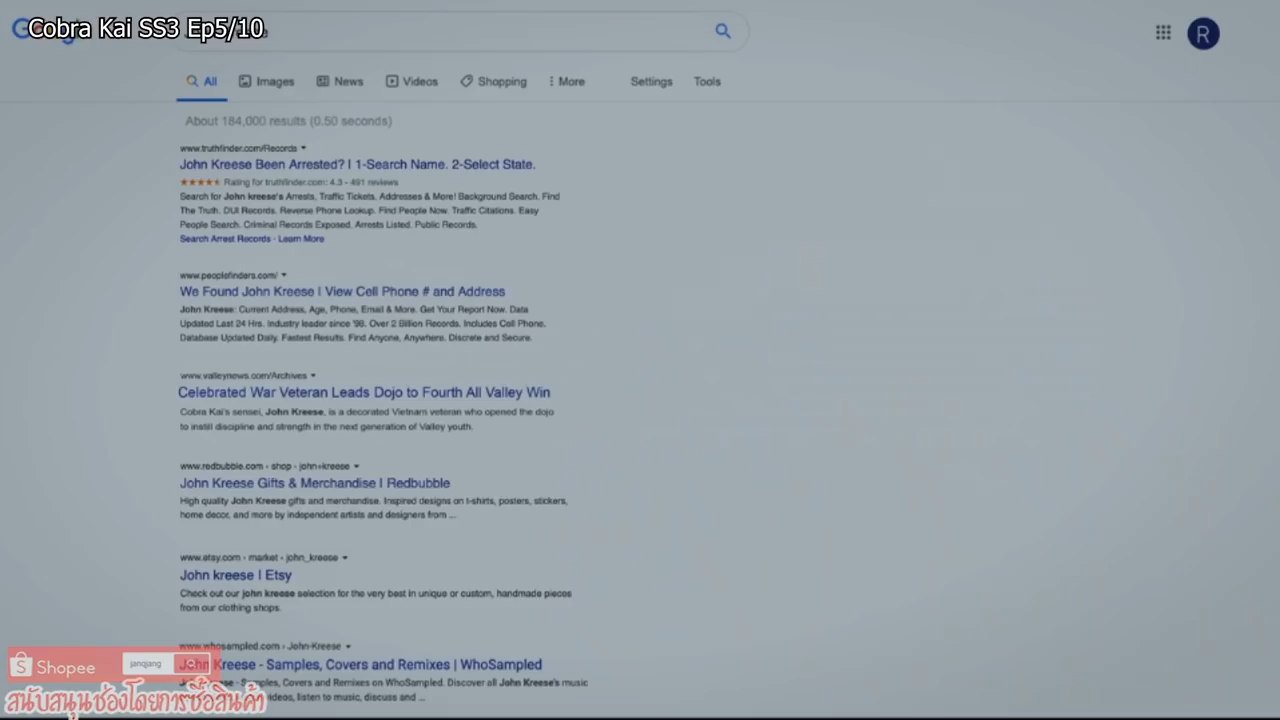 Cobra Kai SS3 Ep5/10
R
All Images News Videos Shopping More Settings Tools
About 184,000 results (0.50 seconds)
www.truthfinder.com/Records
John Kreese Been Arrested? | 1-Search Name. 2-Select State.
Rating for truthfinder.com: 4.3 - 491 reviews
Search for John kreese's Arrests, Traffic Tickets. Addresses & More! Background Search. Find
The Truth. DUI Records. Reverse Phone Lookup. Find People Now. Traffic Citations. Easy
People Search. Criminal Records Exposed. Arrests Listed. Public Records.
Search Arrest Records · Learn More
www.peoplefinders.com/
We Found John Kreese | View Cell Phone # and Address
John Kreese: Current Address, Age, Phone, Email & More. Get Your Report Now. Data
Updated Last 24 Hrs. Industry leader since '98. Over 2 Billion Records. Includes Cell Phone.
Database Updated Daily. Fastest Results. Find Anyone, Anywhere. Discrete and Secure.
www.valleynews.com/Archives
Celebrated War Veteran Leads Dojo to Fourth All Valley Win
Cobra Kai's sensei, John Kreese, is a decorated Vietnam veteran who opened the dojo
to instill discipline and strength in the next generation of Valley youth.
www.redbubble.com › shop › john+kreese
John Kreese Gifts & Merchandise | Redbubble
High quality John Kreese gifts and merchandise. Inspired designs on t-shirts, posters, stickers,
home decor, and more by independent artists and designers from ...
www.etsy.com › market › john_kreese
John kreese | Etsy
Check out our john kreese selection for the very best in unique or custom, handmade pieces
from our clothing shops.
www.whosampled.com › John-Kreese
John Kreese - Samples, Covers and Remixes | WhoSampled
Kreese - Samples, Covers and Remixes on WhoSampled. Discover all John Kreese's music
videos, listen to music, discuss and ...
Shopee janqjang
สนับสนุนช่องโดยการซื้อสินค้า